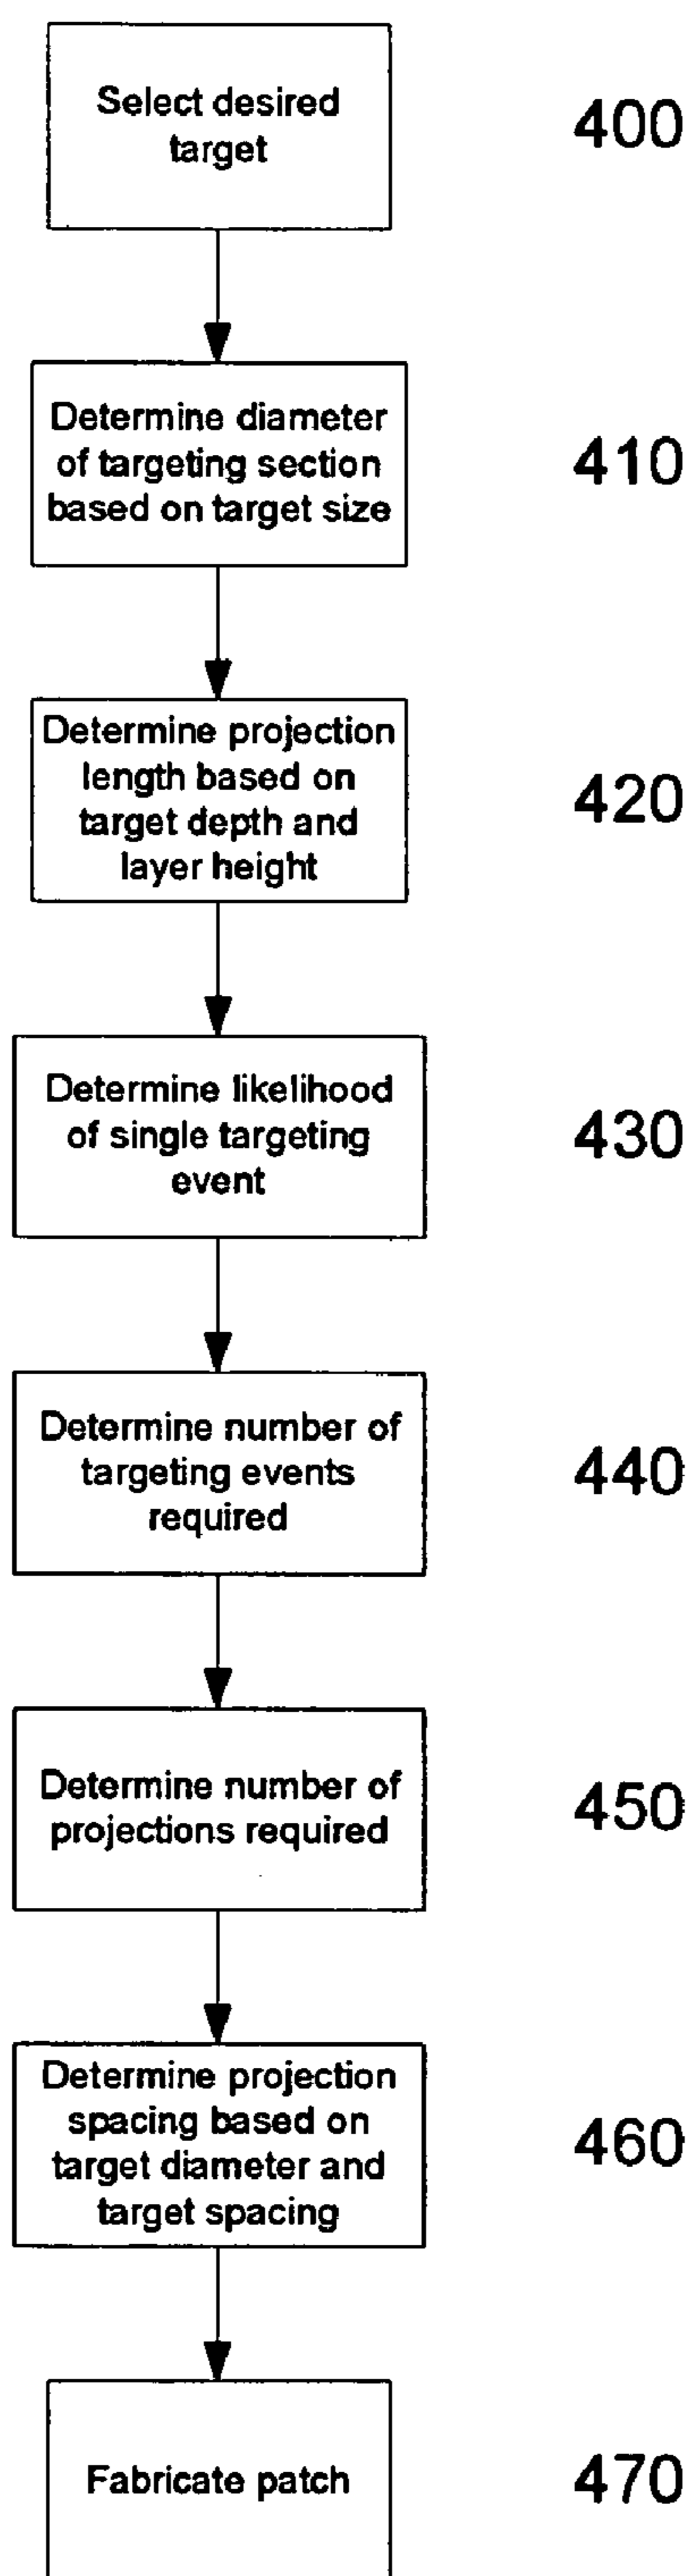 Select desired
target
400
Determine diameter
of targeting section
based on target size
410
Determine projection
length based on
target depth and
layer height
420
Determine likelihood
of single targeting
event
430
Determine number of
targeting events
required
440
Determine number of
projections required
450
Determine projection
spacing based on
target diameter and
target spacing
460
Fabricate patch
470